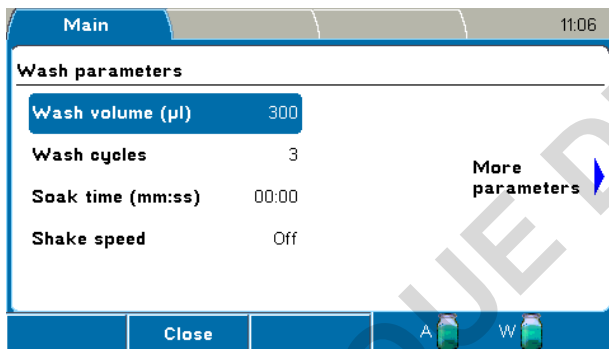 Main
11:06
Wash parameters
Wash volume (µl) 300
Wash cycles 3
Soak time (mm:ss) 00:00
Shake speed Off
More
parameters
Close
A W